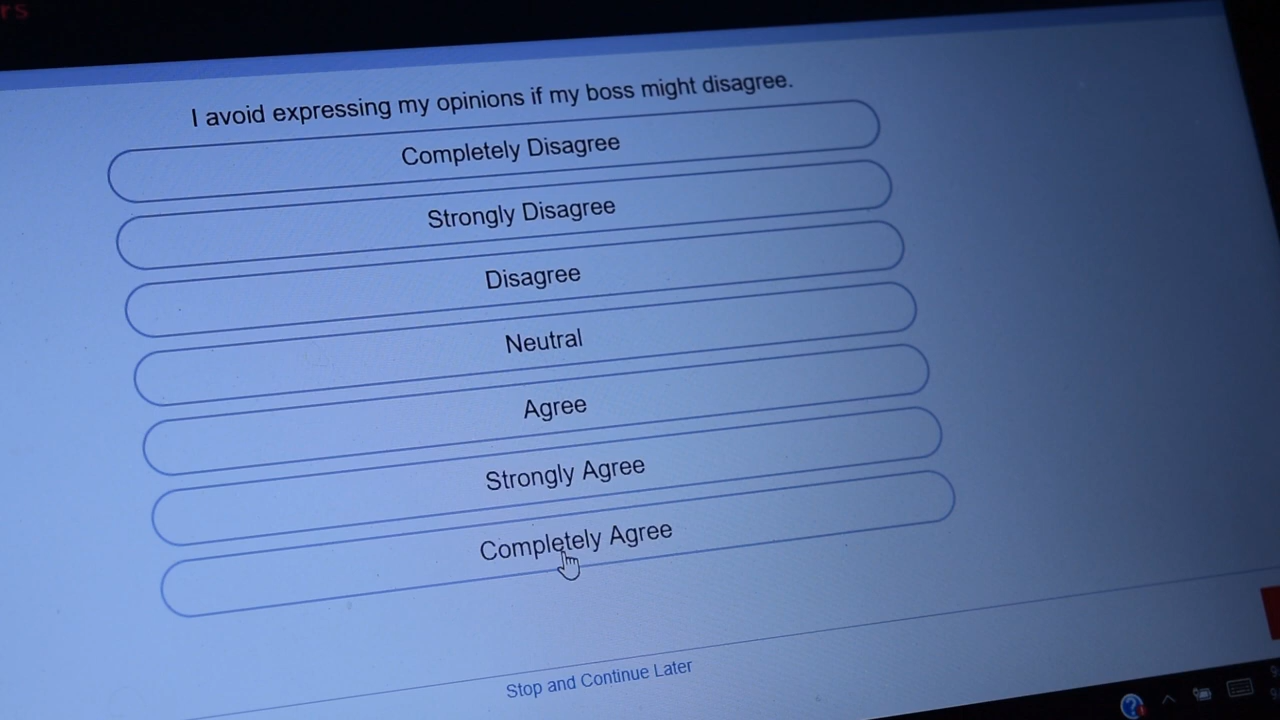 rs
I avoid expressing my opinions if my boss might disagree.
Completely Disagree
Strongly Disagree
Disagree
Neutral
Agree
Strongly Agree
Completely Agree
Stop and Continue Later